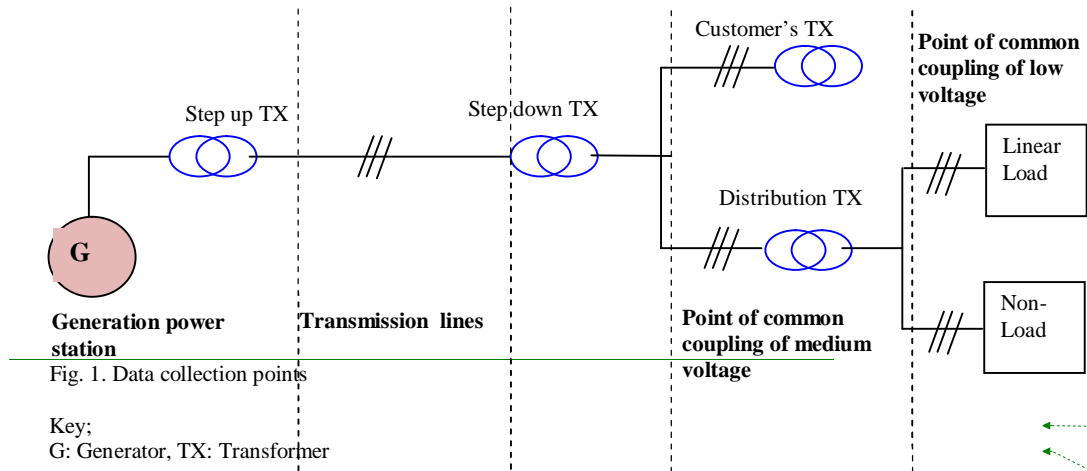 Customer's TX
Point of common
coupling of low
voltage
Step up TX
Step down TX
Linear
Load
Distribution TX
G
Non-
Load
Generation power
station
Transmission lines
Point of common
coupling of medium
voltage
Fig. 1. Data collection points
Key;
G: Generator, TX: Transformer